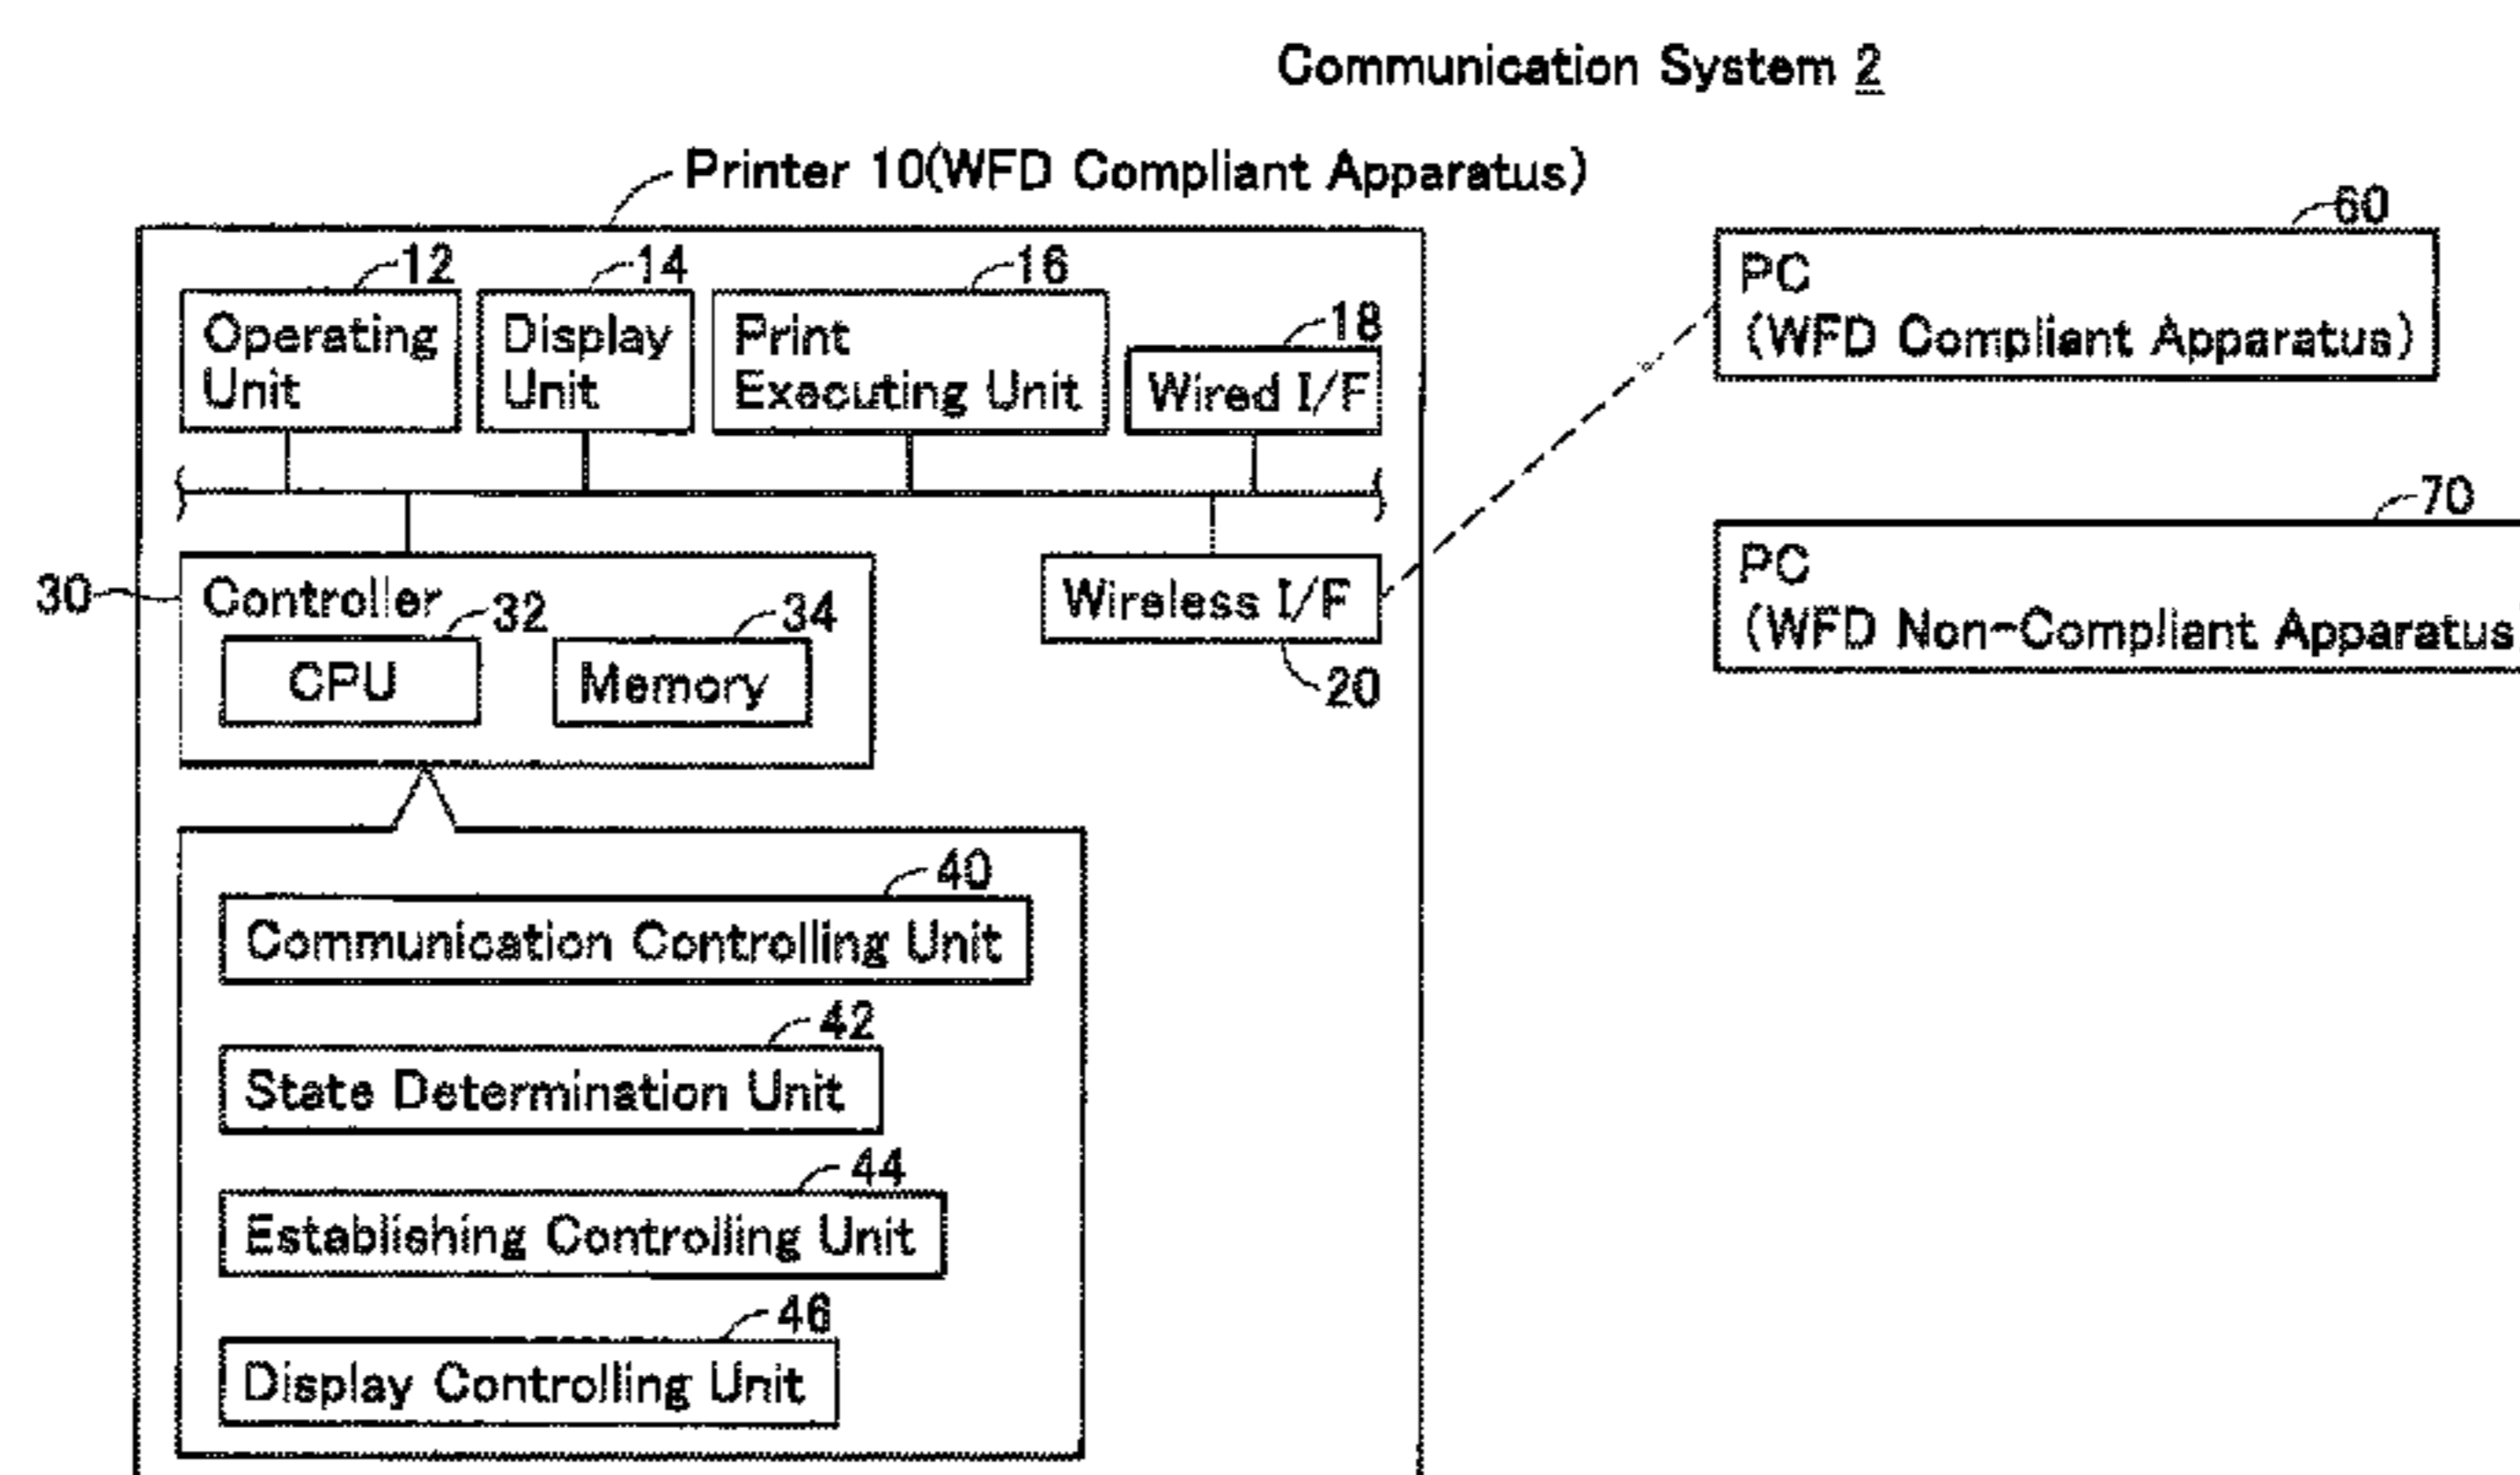 Communication System 2
Printer 10(WFD Compliant Apparatus)
12
14
16
18
Operating
Unit
Display
Unit
Print
Executing Unit
Wired I/F
60
PC
(WFD Compliant Apparatus)
70
PC
(WFD Non-Compliant Apparatus
30
Controller
32
CPU
34
Memory
Wireless I/F
20
40
Communication Controlling Unit
42
State Determination Unit
44
Establishing Controlling Unit
46
Display Controlling Unit